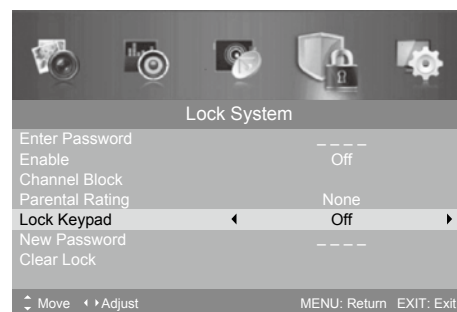 Lock System
Enter Password _ _ _ _
Enable Off
Channel Block
Parental Rating None
Lock Keypad Off
New Password _ _ _ _
Clear Lock
Move Adjust MENU: Return EXIT: Exit